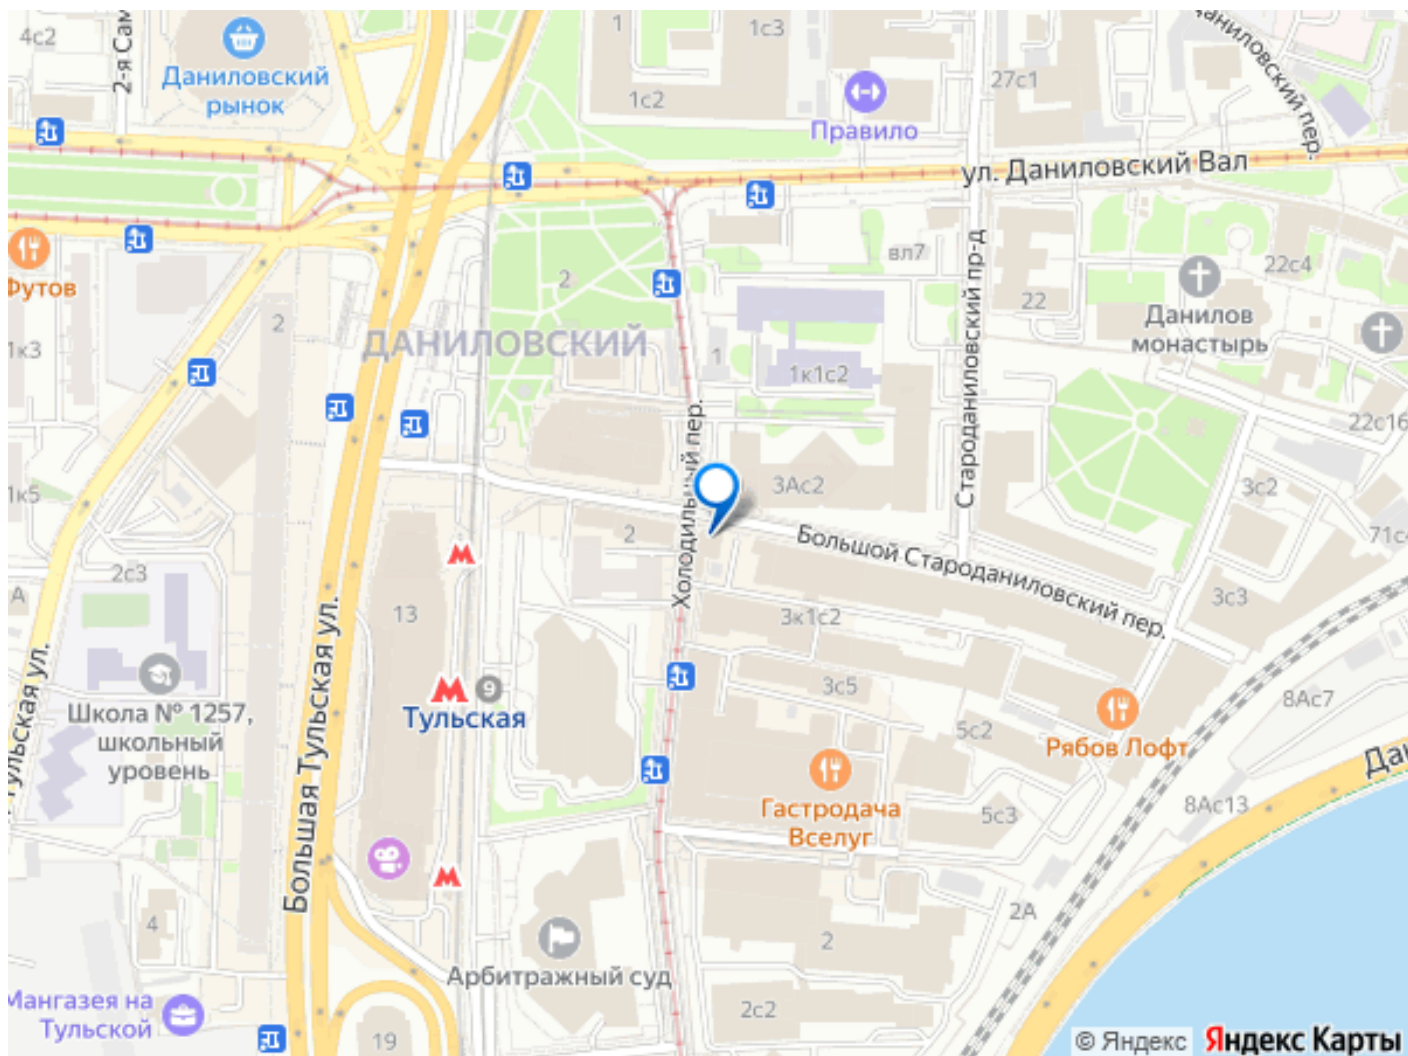 4с2
2-я Сам
Даниловский
рынок
1
1с3
1с2
Правило
27с1
Даниловский пер.
ул. Даниловский Вал
Футов
1к3
2
2
ДАНИЛОВСКИЙ
вл7
1
1к1с2
Староданиловский пр-д
22
22с4
Данилов
монастырь
22с16
1к5
Холодильный пер.
3Ас2
3с2
71с4
2
Большой Староданиловский пер.
2с3
А
13
3к1с2
3с3
Тульская ул.
Большая Тульская ул.
Школа № 1257,
школьный
уровень
9
Тульская
3с5
5с2
8Ас7
Рябов Лофт
Гастродача
Вселуг
5с3
8Ас13
Дан
2А
4
2
Арбитражный суд
Мангазея на
Тульской
2с2
19
© Яндекс Яндекс Карты